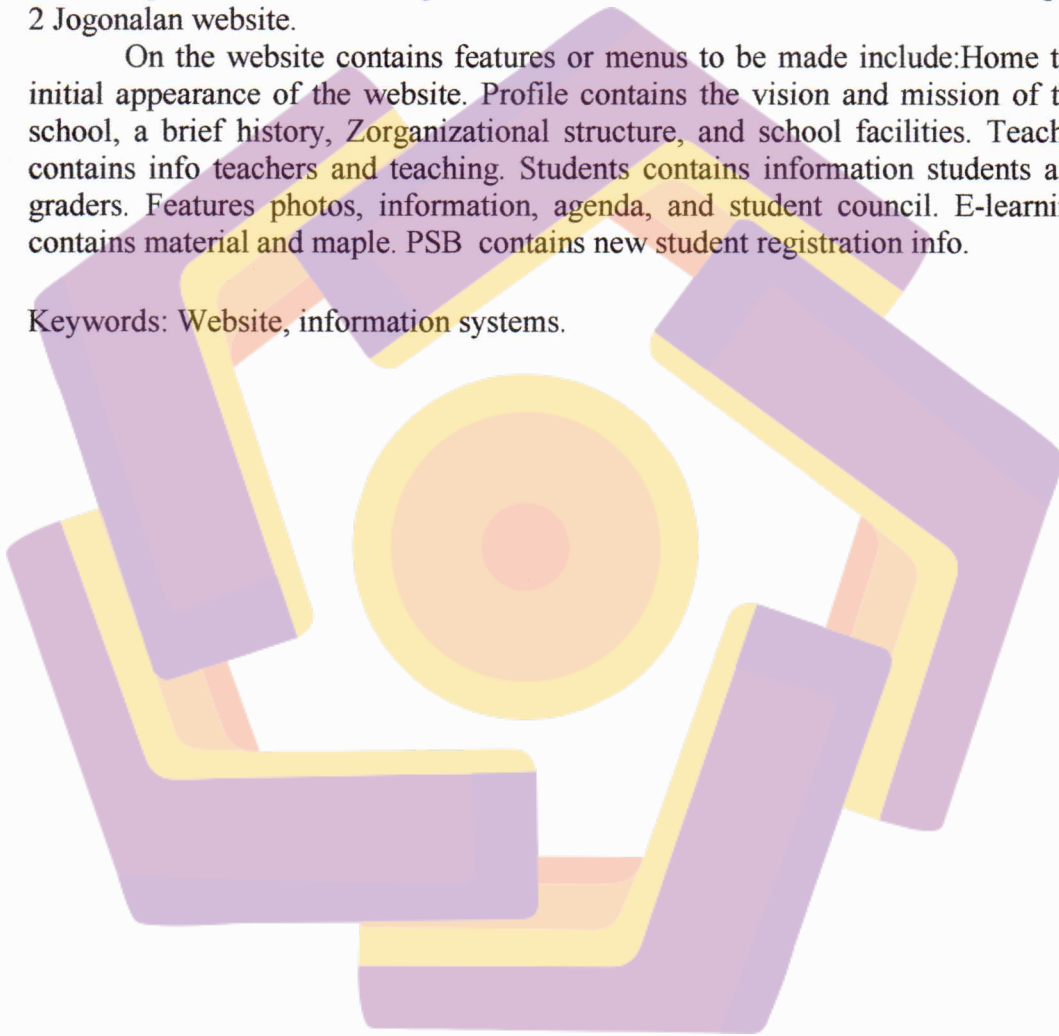 2 Jogonalan website.
On the website contains features or menus to be made include:Home t
initial appearance of the website. Profile contains the vision and mission of t
school, a brief history, Zorganizational structure, and school facilities. Teach
contains info teachers and teaching. Students contains information students a
graders. Features photos, information, agenda, and student council. E-learnin
contains material and maple. PSB contains new student registration info.
Keywords: Website, information systems.